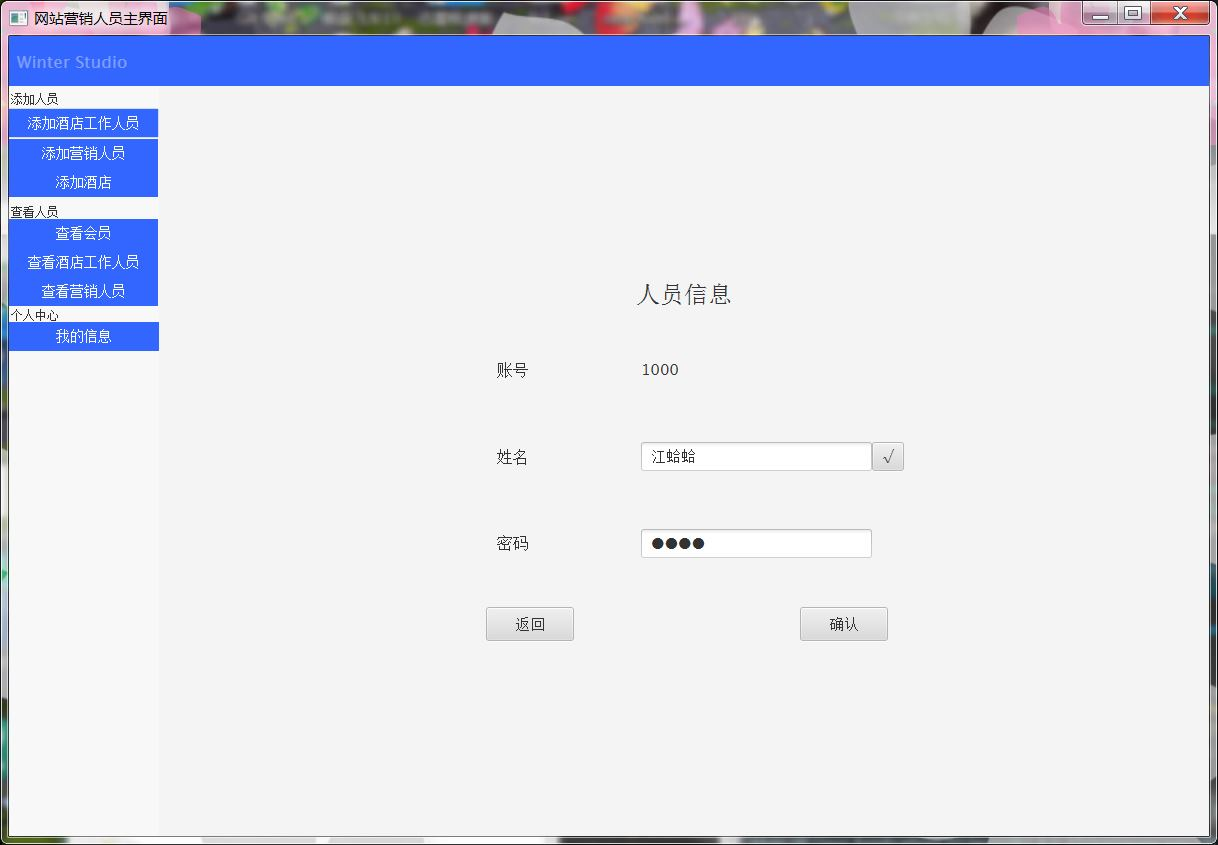 网站营销人员主界面
Winter Studio
添加人员
添加酒店工作人员
添加营销人员
添加酒店
查看人员
查看会员
查看酒店工作人员
查看营销人员
个人中心
我的信息
人员信息
账号 1000
姓名 江蛤蛤 √
密码 ●●●●
返回 确认